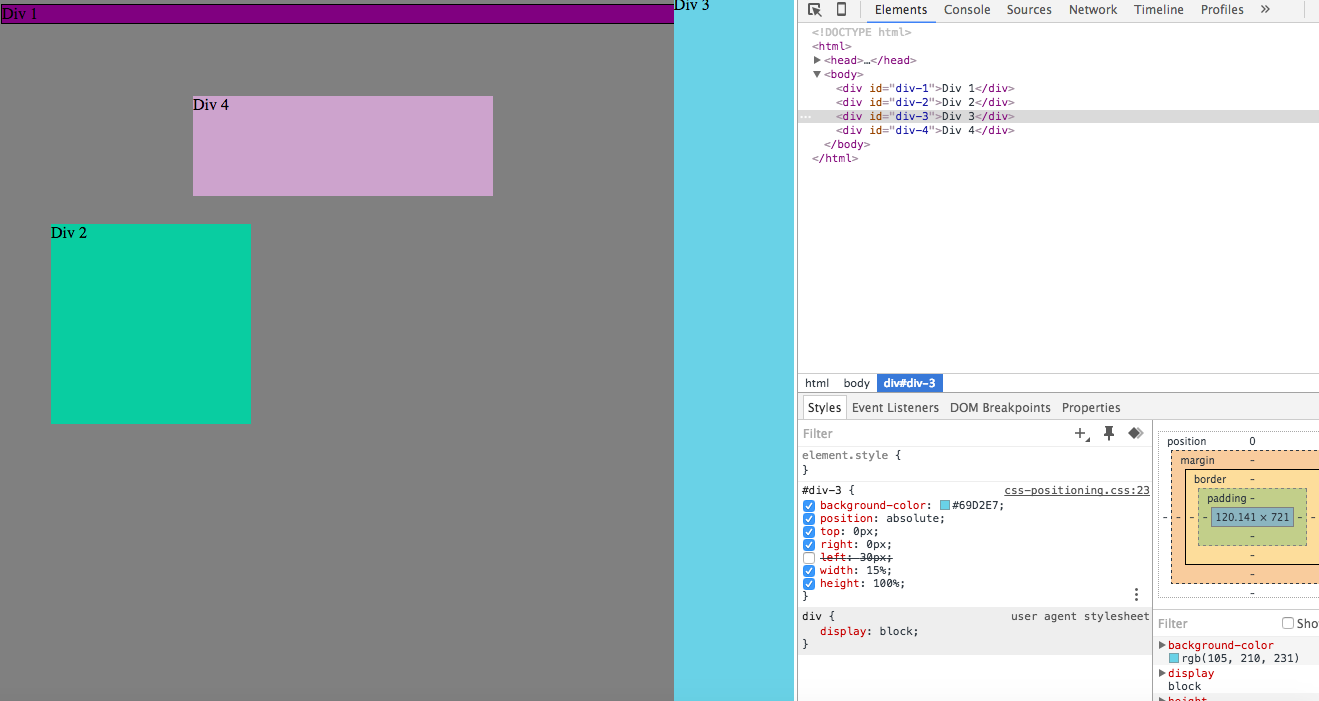 Div 1
Div 3
Div 4
Div 2
Elements Console Sources Network Timeline Profiles »
<!DOCTYPE html>
<html>
▶<head>…</head>
▼<body>
<div id="div-1">Div 1</div>
<div id="div-2">Div 2</div>
... <div id="div-3">Div 3</div>
<div id="div-4">Div 4</div>
</body>
</html>
html body div#div-3
Styles Event Listeners DOM Breakpoints Properties
Filter
element.style {
}
#div-3 { css-positioning.css:23
background-color: #69D2E7;
position: absolute;
top: 0px;
right: 0px;
left: 30px;
width: 15%;
height: 100%;
}
div { user agent stylesheet
display: block;
}
position 0
margin -
border -
padding -
- - - 120.141 × 721 - -
-
-
-
-
Filter Sho
▶background-color
rgb(105, 210, 231)
▶display
block
▶height